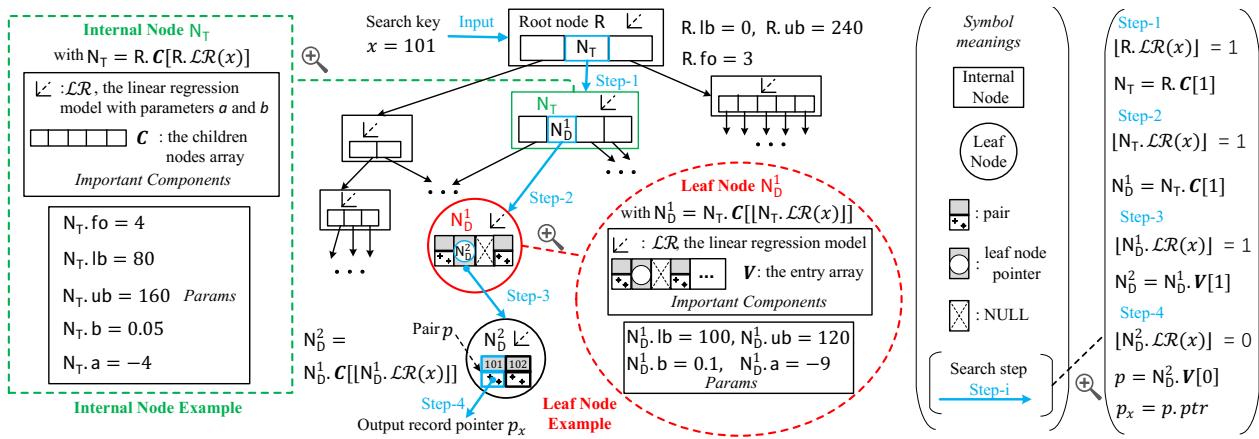 Internal Node N_T
with N_T = R.C[R.ℒℛ(x)]
: ℒℛ, the linear regression
model with parameters a and b
C : the children
nodes array
Important Components
N_T.fo = 4
N_T.lb = 80
N_T.ub = 160 Params
N_T.b = 0.05
N_T.a = −4
Internal Node Example
Search key
x = 101
Input
Root node R
N_T
R.lb = 0, R.ub = 240
R.fo = 3
Step-1
N_T
N_D^1
Step-2
N_D^1
N_D^2
Step-3
Pair p
N_D^2
101 102
N_D^2 =
N_D^1.C[⌊N_D^1.ℒℛ(x)⌋]
Step-4
Output record pointer p_x
Leaf Node N_D^1
with N_D^1 = N_T.C[⌊N_T.ℒℛ(x)⌋]
: ℒℛ, the linear regression model
...
V: the entry array
Important Components
N_D^1.lb = 100, N_D^1.ub = 120
N_D^1.b = 0.1, N_D^1.a = −9
Params
Leaf Node
Example
Symbol
meanings
Internal
Node
Leaf
Node
: pair
: leaf node
pointer
: NULL
Search step
Step-i
Step-1
⌊R.ℒℛ(x)⌋ = 1
N_T = R.C[1]
Step-2
⌊N_T.ℒℛ(x)⌋ = 1
N_D^1 = N_T.C[1]
Step-3
⌊N_D^1.ℒℛ(x)⌋ = 1
N_D^2 = N_D^1.V[1]
Step-4
⌊N_D^2.ℒℛ(x)⌋ = 0
p = N_D^2.V[0]
p_x = p.ptr